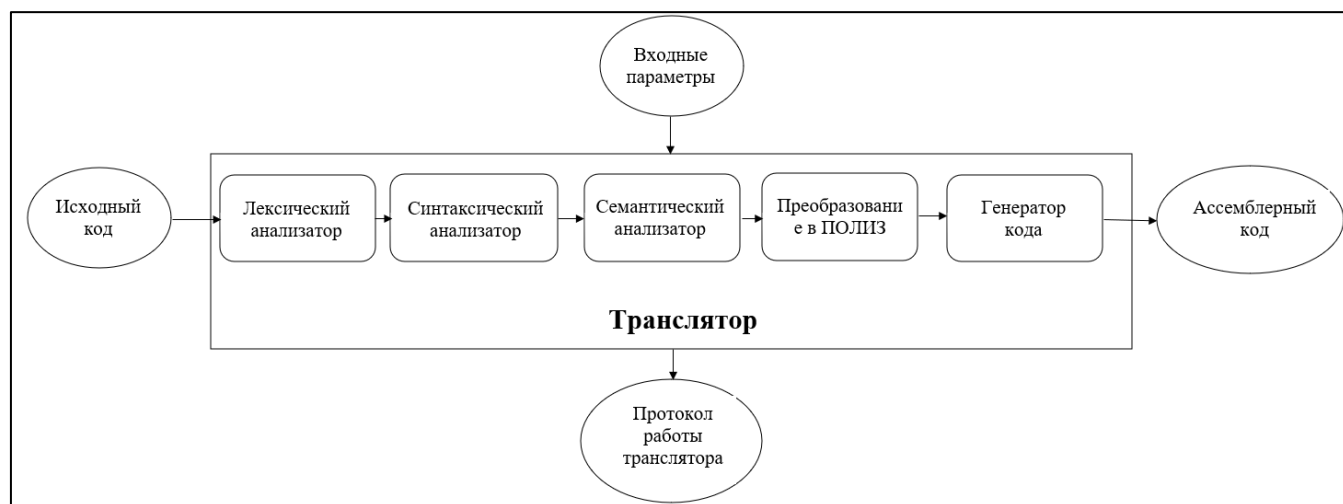 Входные
параметры
Исходный
код
Лексический
анализатор
Синтаксический
анализатор
Семантический
анализатор
Преобразовани
е в ПОЛИЗ
Генератор
кода
Ассемблерный
код
Транслятор
Протокол
работы
транслятора